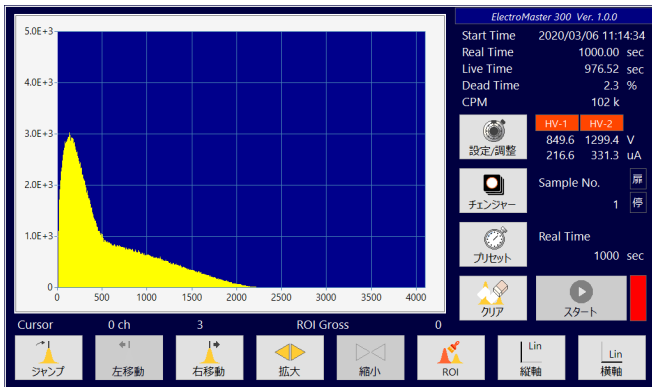 ElectroMaster 300 Ver. 1.0.0
Start Time 2020/03/06 11:14:34
Real Time 1000.00 sec
Live Time 976.52 sec
Dead Time 2.3 %
CPM 102 k
設定/調整
HV-1 HV-2
849.6 1299.4 V
216.6 331.3 uA
チェンジャー
Sample No. 扉
1 停
プリセット
Real Time
1000 sec
クリア
スタート
5.0E+3
4.0E+3
3.0E+3
2.0E+3
1.0E+3
0
0 500 1000 1500 2000 2500 3000 3500 4000
Cursor 0 ch 3 ROI Gross 0
ジャンプ
左移動
右移動
拡大
縮小
ROI
Lin
縦軸
Lin
横軸